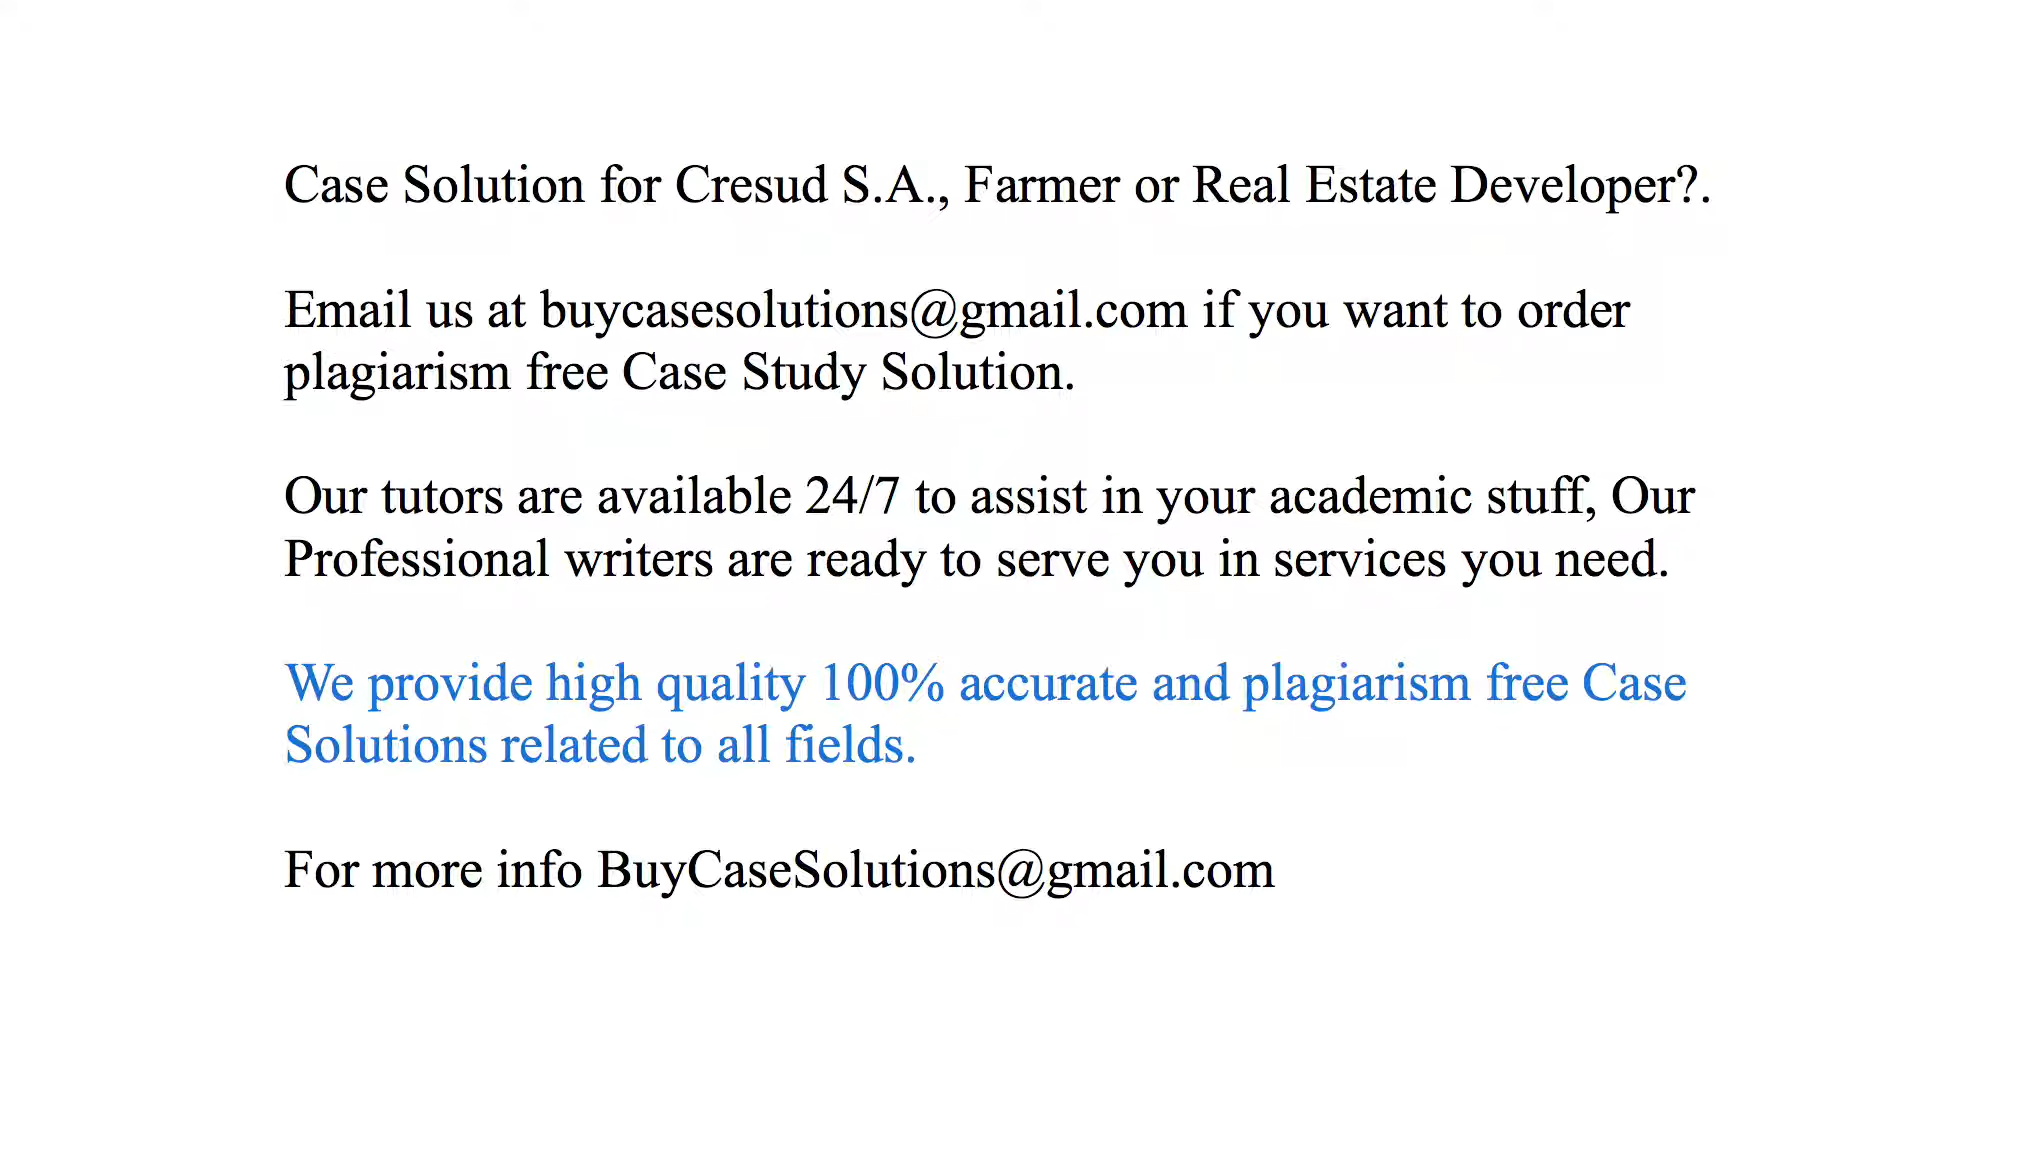 Case Solution for Cresud S.A., Farmer or Real Estate Developer?.
Email us at buycasesolutions@gmail.com if you want to order
plagiarism free Case Study Solution.
Our tutors are available 24/7 to assist in your academic stuff, Our
Professional writers are ready to serve you in services you need.
We provide high quality 100% accurate and plagiarism free Case
Solutions related to all fields.
For more info BuyCaseSolutions@gmail.com